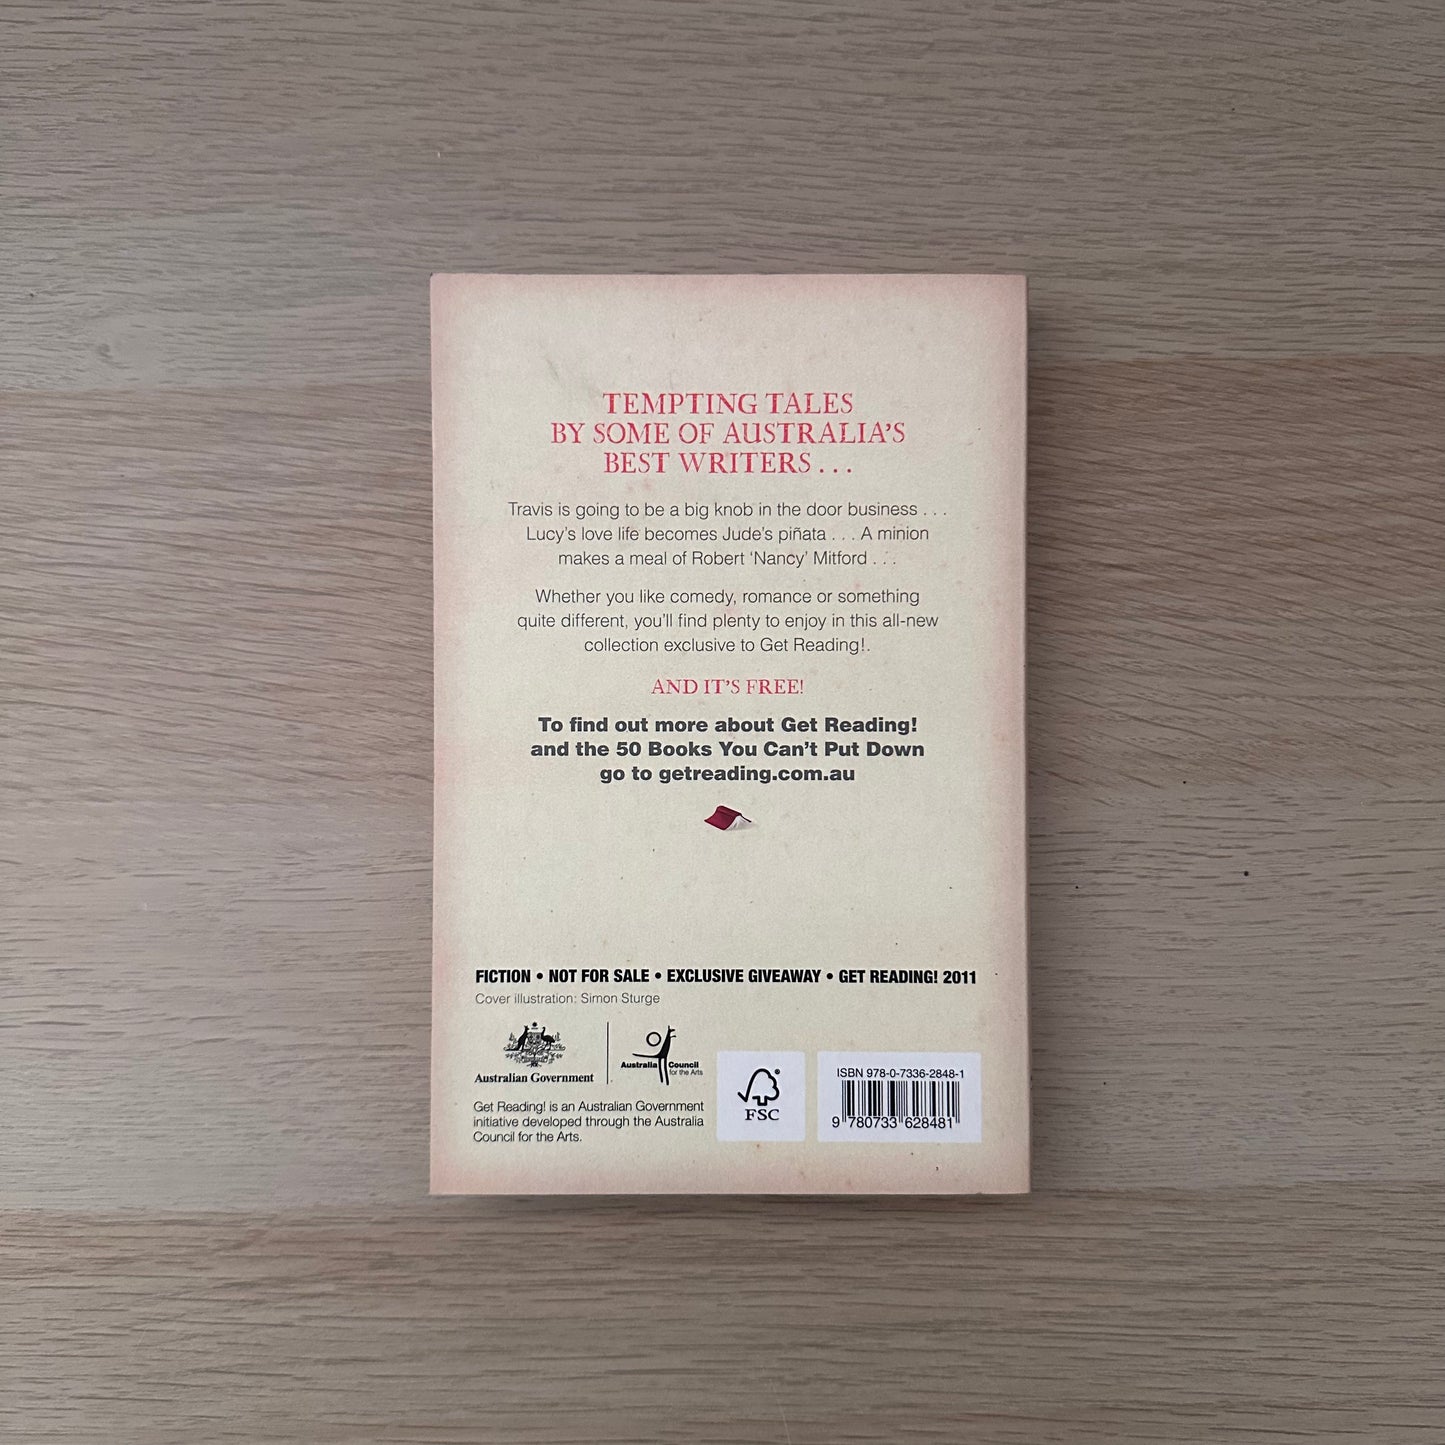 TEMPTING TALES
BY SOME OF AUSTRALIA'S
BEST WRITERS . . .
Travis is going to be a big knob in the door business . . .
Lucy's love life becomes Jude's piñata . . . A minion
makes a meal of Robert 'Nancy' Mitford . . .
Whether you like comedy, romance or something
quite different, you'll find plenty to enjoy in this all-new
collection exclusive to Get Reading!.
AND IT'S FREE!
To find out more about Get Reading!
and the 50 Books You Can't Put Down
go to getreading.com.au
FICTION • NOT FOR SALE • EXCLUSIVE GIVEAWAY • GET READING! 2011
Cover illustration: Simon Sturge
Australian Government
Australia Council
for the Arts
Get Reading! is an Australian Government
initiative developed through the Australia
Council for the Arts.
®
FSC
ISBN 978-0-7336-2848-1
9 780733 628481